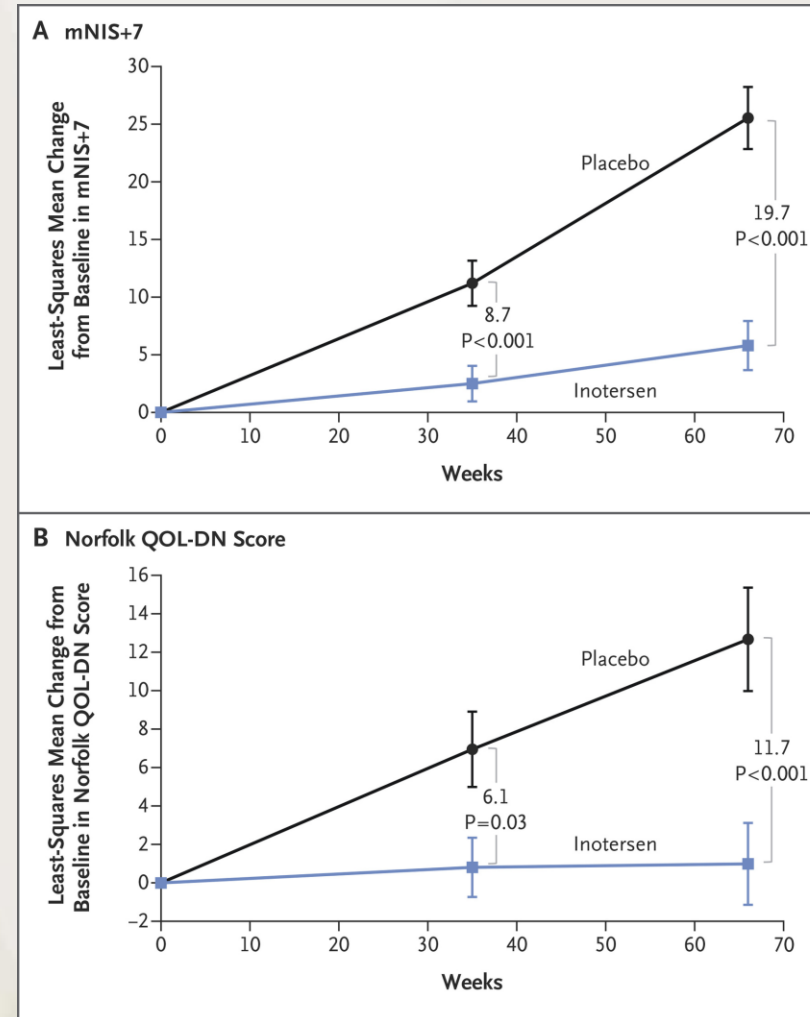 A mNIS+7
Least-Squares Mean Change
from Baseline in mNIS+7
30
25
20
15
10
5
0
Placebo
19.7
P<0.001
8.7
P<0.001
Inotersen
0 10 20 30 40 50 60 70
Weeks
B Norfolk QOL-DN Score
Least-Squares Mean Change from
Baseline in Norfolk QOL-DN Score
16
14
12
10
8
6
4
2
0
−2
Placebo
11.7
P<0.001
6.1
P=0.03
Inotersen
0 10 20 30 40 50 60 70
Weeks